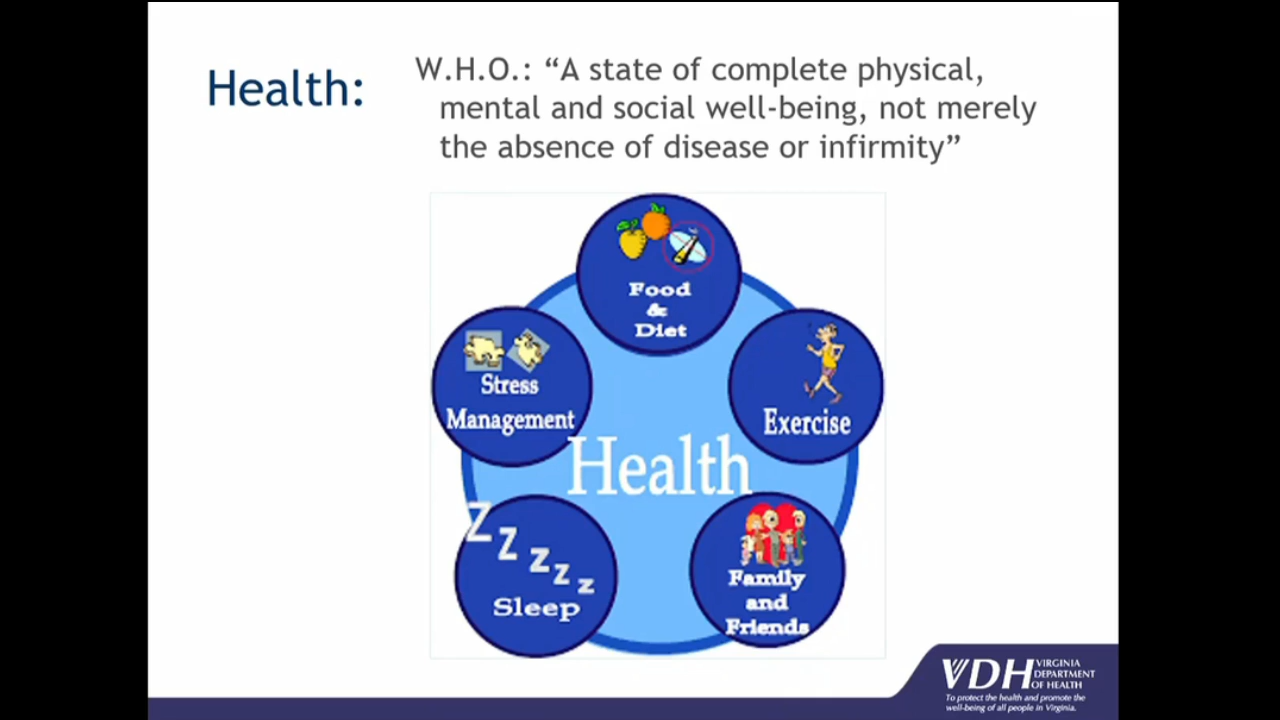 Health:
W.H.O.: “A state of complete physical,
mental and social well-being, not merely
the absence of disease or infirmity”
Food
&
Diet
Stress
Management
Exercise
Health
Z Z Z Z Z
Sleep
Family
and
Friends
VDH
VIRGINIA
DEPARTMENT
OF HEALTH
To protect the health and promote the
well-being of all people in Virginia.